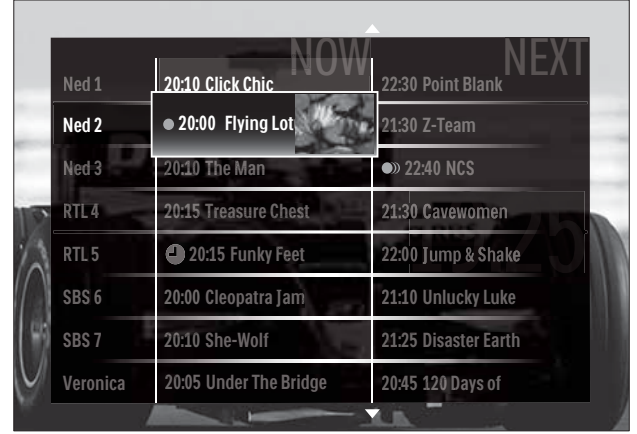 NOW NEXT
Ned 1 20:10 Click Chic 22:30 Point Blank
Ned 2 20:00 Flying Lot 21:30 Z-Team
Ned 3 20:10 The Man 22:40 NCS
RTL 4 20:15 Treasure Chest 21:30 Cavewomen
RTL 5 20:15 Funky Feet 22:00 Jump & Shake
SBS 6 20:00 Cleopatra Jam 21:10 Unlucky Luke
SBS 7 20:10 She-Wolf 21:25 Disaster Earth
Veronica 20:05 Under The Bridge 20:45 120 Days of